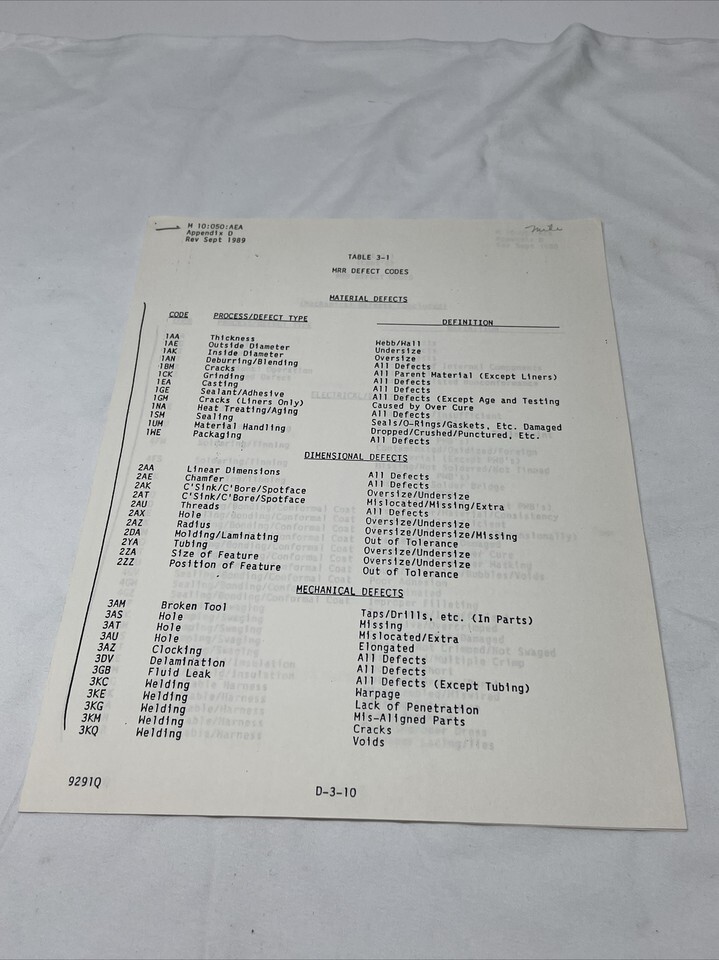 M 10:050:AEA
Appendix D
Rev Sept 1989
Mike
TABLE 3-1
MRR DEFECT CODES
MATERIAL DEFECTS
CODE PROCESS/DEFECT TYPE DEFINITION
1AA Thickness Webb/Wall
1AE Outside Diameter Undersize
1AK Inside Diameter Oversize
1AN Deburring/Blending All Defects
1BM Cracks All Parent Material (Except Liners)
1CK Grinding All Defects
1EA Casting All Defects
1GE Sealant/Adhesive All Defects (Except Age and Testing
1GM Cracks (Liners Only) Caused by Over Cure
1NA Heat Treating/Aging All Defects
1SM Sealing Seals/O-Rings/Gaskets, Etc. Damaged
1UM Material Handling Dropped/Crushed/Punctured, Etc.
1WE Packaging All Defects
DIMENSIONAL DEFECTS
2AA Linear Dimensions All Defects
2AE Chamfer All Defects
2AK C'Sink/C'Bore/Spotface Oversize/Undersize
2AT C'Sink/C'Bore/Spotface Mislocated/Missing/Extra
2AU Threads All Defects
2AX Hole Oversize/Undersize
2AZ Radius Oversize/Undersize/Missing
2DA Molding/Laminating Out of Tolerance
2YA Tubing Oversize/Undersize
2ZA Size of Feature Oversize/Undersize
2ZZ Position of Feature Out of Tolerance
MECHANICAL DEFECTS
3AM Broken Tool Taps/Drills, etc. (In Parts)
3AS Hole Missing
3AT Hole Mislocated/Extra
3AU Hole Elongated
3AZ Clocking All Defects
3DV Delamination All Defects
3GB Fluid Leak All Defects (Except Tubing)
3KC Welding Warpage
3KE Welding Lack of Penetration
3KG Welding Mis-Aligned Parts
3KM Welding Cracks
3KQ Welding Voids
9291Q
D-3-10